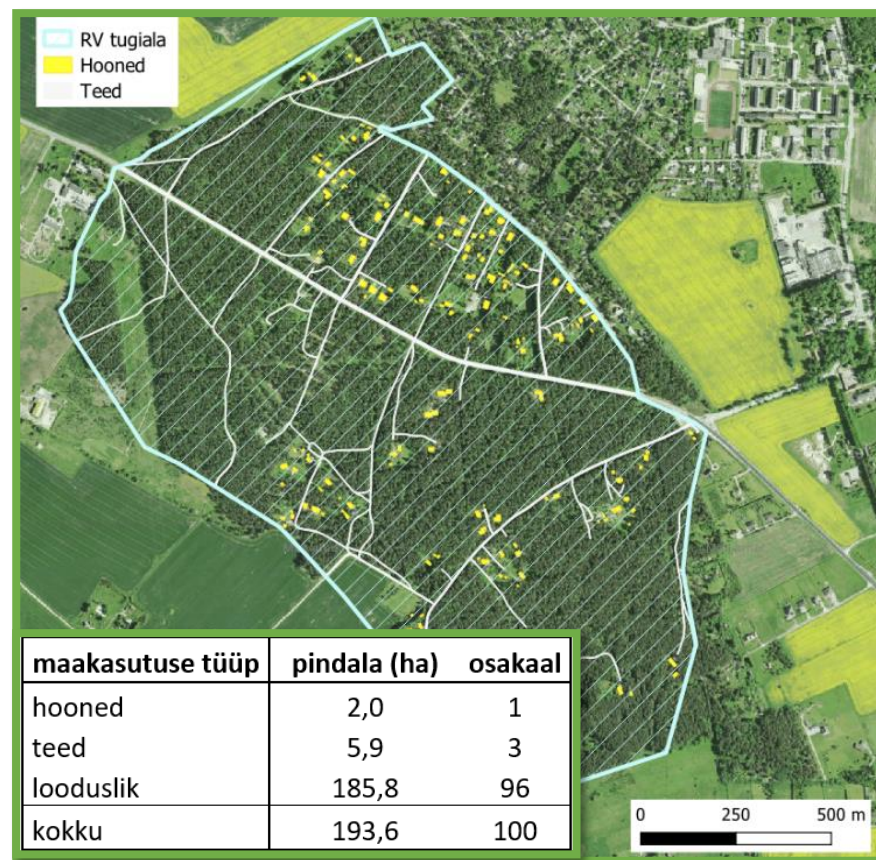 RV tugiala
Hooned
Teed
maakasutuse tüüp pindala (ha) osakaal
hooned 2,0 1
teed 5,9 3
looduslik 185,8 96
kokku 193,6 100
0 250 500 m